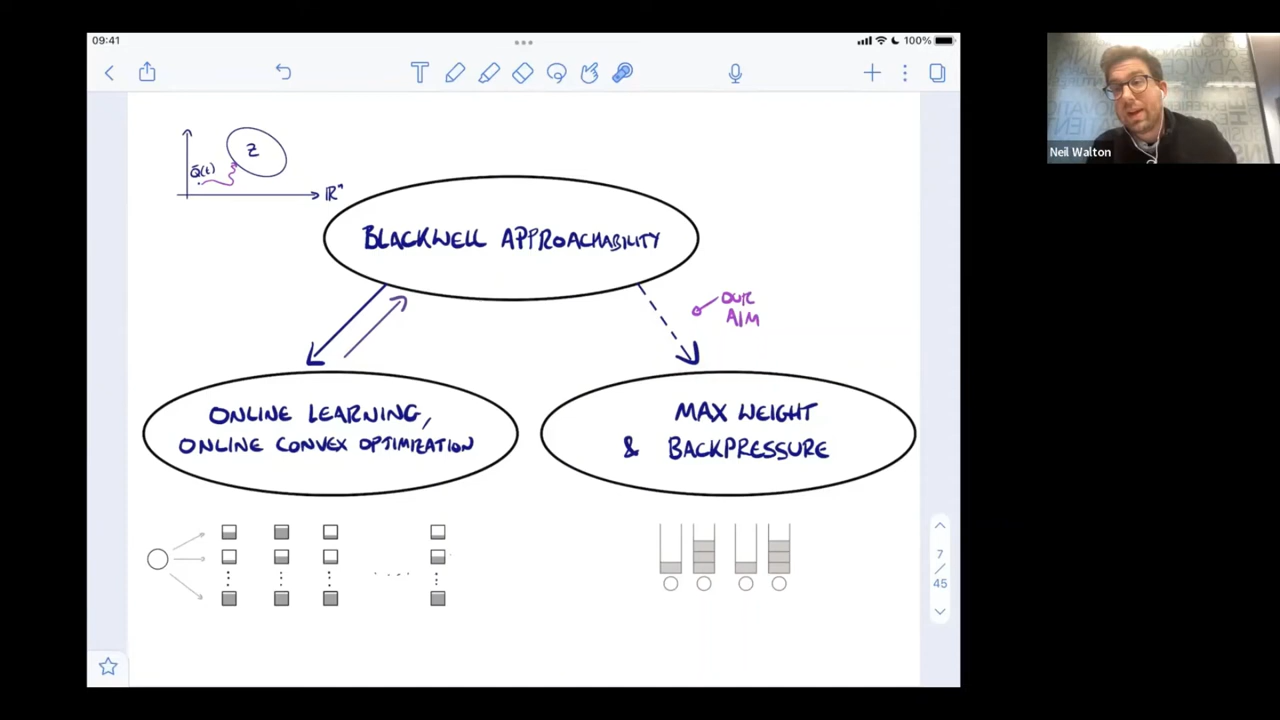 09:41
100%
Neil Walton
Z
Q̄(t)
ℝⁿ
BLACKWELL APPROACHABILITY
OUR
AIM
ONLINE LEARNING,
ONLINE CONVEX OPTIMIZATION
MAX WEIGHT
& BACKPRESSURE
7
/
45